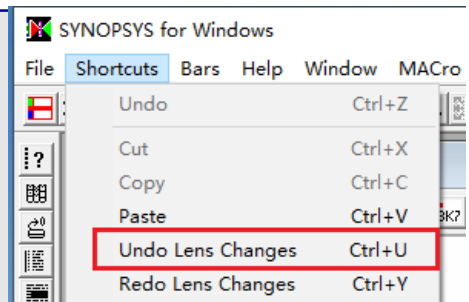 SYNOPSYS for Windows
File Shortcuts Bars Help Window MACro
Undo Ctrl+Z
?
Cut Ctrl+X
Copy Ctrl+C
Paste Ctrl+V
Undo Lens Changes Ctrl+U
Redo Lens Changes Ctrl+Y